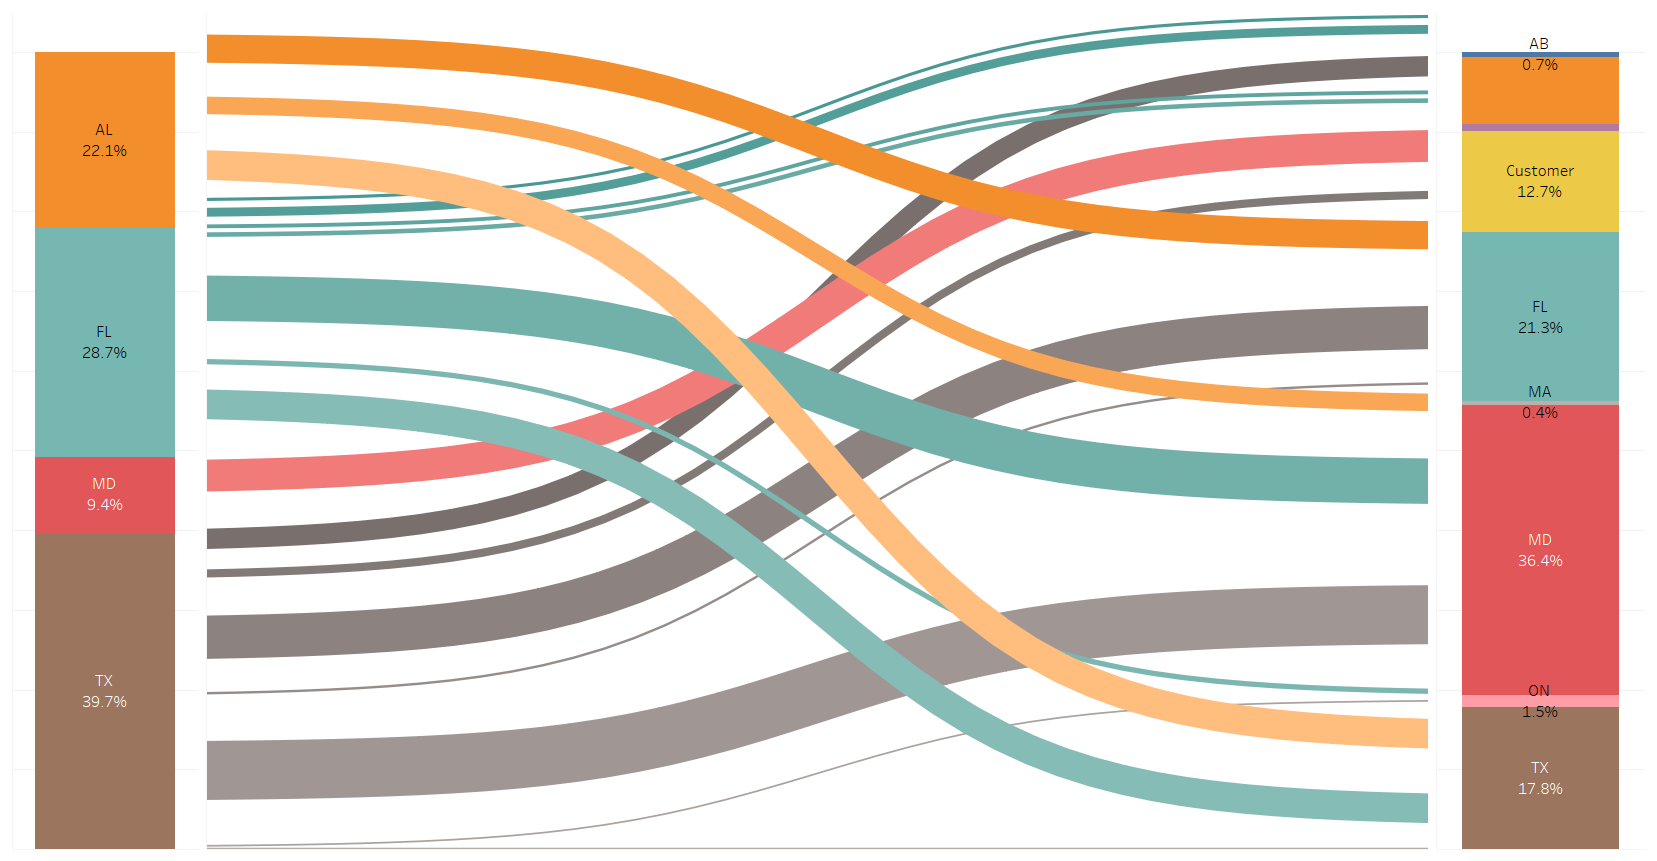 AL
22.1%
FL
28.7%
MD
9.4%
TX
39.7%
AB
0.7%
Customer
12.7%
FL
21.3%
MA
0.4%
MD
36.4%
ON
1.5%
TX
17.8%